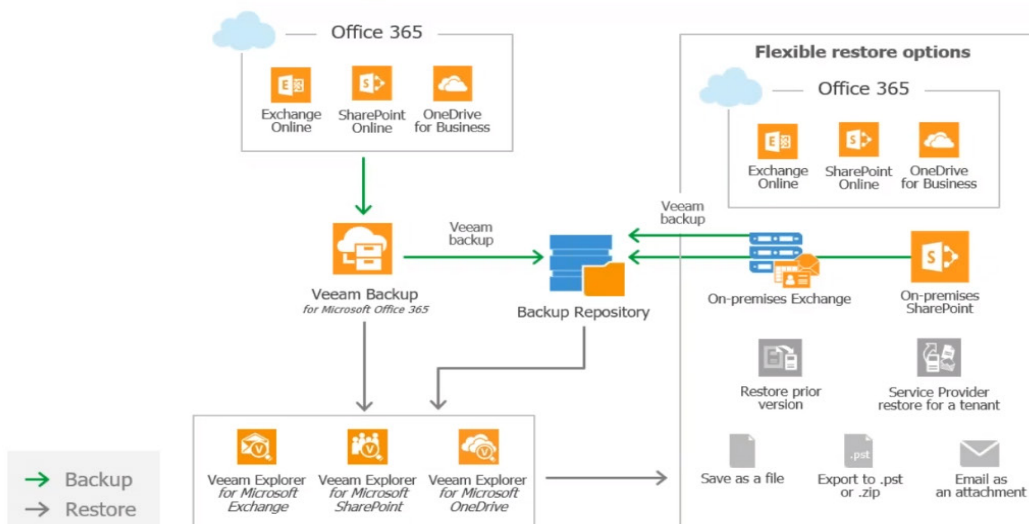 Office 365
Exchange
Online
SharePoint
Online
OneDrive
for Business
Veeam Backup
for Microsoft Office 365
Veeam
backup
Backup Repository
Veeam
backup
Flexible restore options
Office 365
Exchange
Online
SharePoint
Online
OneDrive
for Business
On-premises Exchange
On-premises
SharePoint
Restore prior
version
Service Provider
restore for a tenant
Save as a file
.pst
Export to .pst
or .zip
Email as
an attachment
Veeam Explorer
for Microsoft
Exchange
Veeam Explorer
for Microsoft
SharePoint
Veeam Explorer
for Microsoft
OneDrive
Backup
Restore